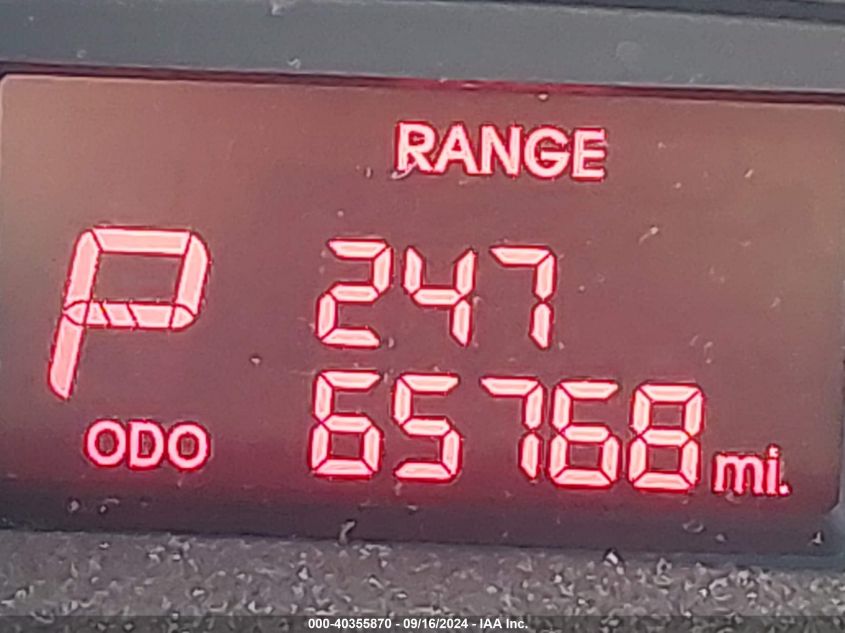 RANGE
P 247
ODO 65768 mi.
000-40355870 - 09/16/2024 - IAA Inc.